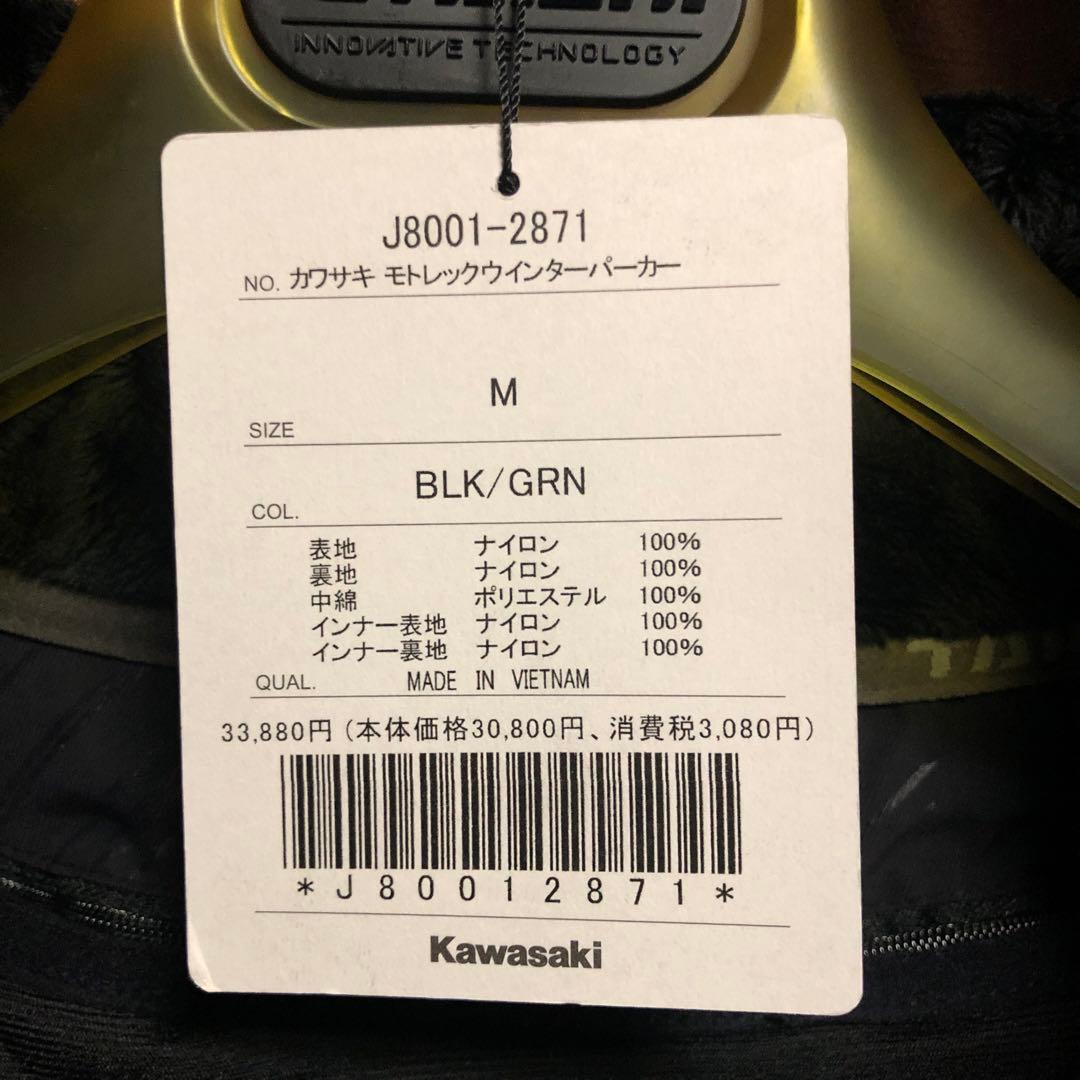 INNOVATIVE TECHNOLOGY
J8001-2871
NO. カワサキ モトレックウインターパーカー
M
SIZE
BLK/GRN
COL.
表地 ナイロン 100%
裏地 ナイロン 100%
中綿 ポリエステル 100%
インナー表地 ナイロン 100%
インナー裏地 ナイロン 100%
QUAL. MADE IN VIETNAM
33,880円 (本体価格30,800円、消費税3,080円)
*J80012871*
Kawasaki